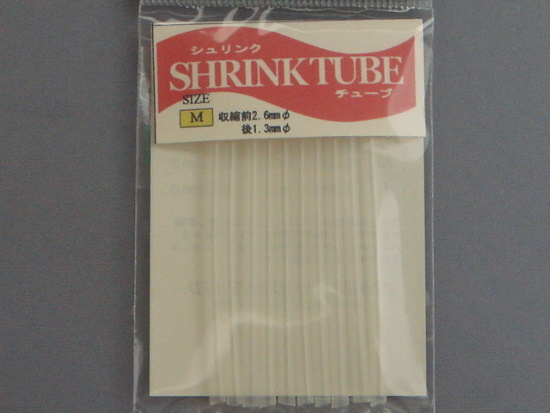 シュリンク
SHRINK TUBE
チューブ
SIZE
M 収縮前2.6mmφ
後1.3mmφ